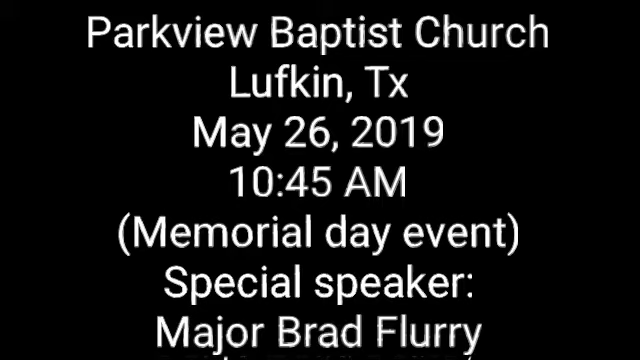 Parkview Baptist Church
Lufkin, Tx
May 26, 2019
10:45 AM
(Memorial day event)
Special speaker:
Major Brad Flurry